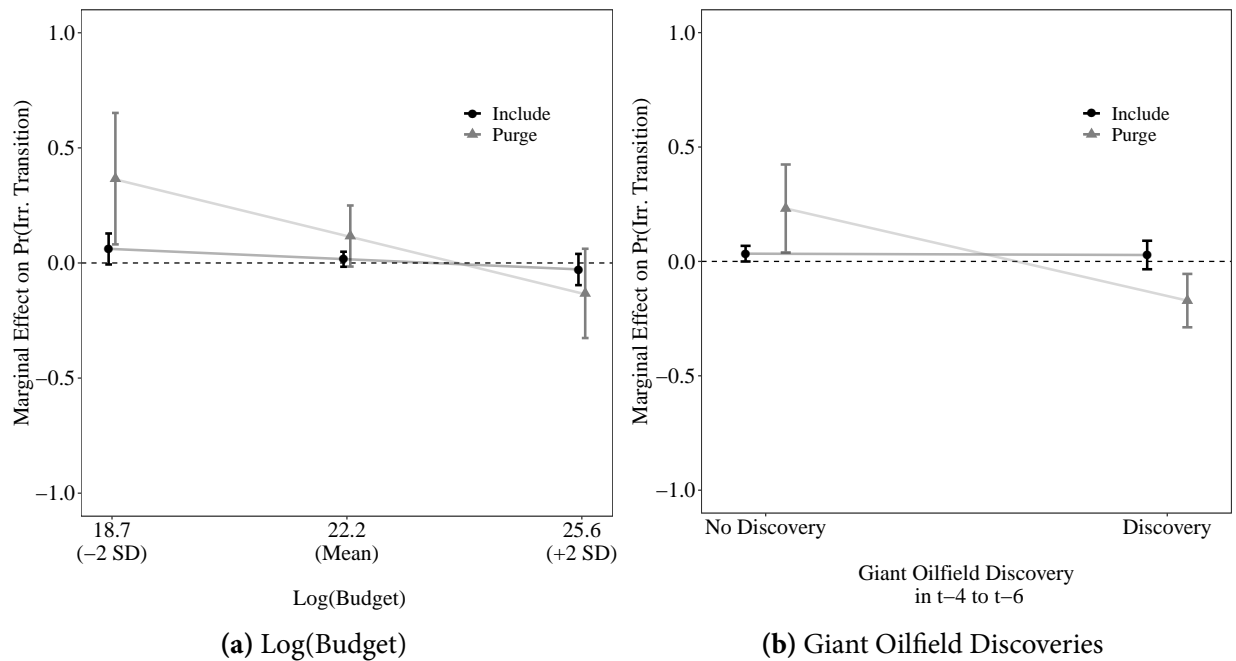 Marginal Effect on Pr(Irr. Transition)
1.0
0.5
0.0
−0.5
−1.0
Include
Purge
18.7
(−2 SD)
22.2
(Mean)
25.6
(+2 SD)
Log(Budget)
(a) Log(Budget)
Marginal Effect on Pr(Irr. Transition)
1.0
0.5
0.0
−0.5
−1.0
Include
Purge
No Discovery
Discovery
Giant Oilfield Discovery
in t−4 to t−6
(b) Giant Oilfield Discoveries